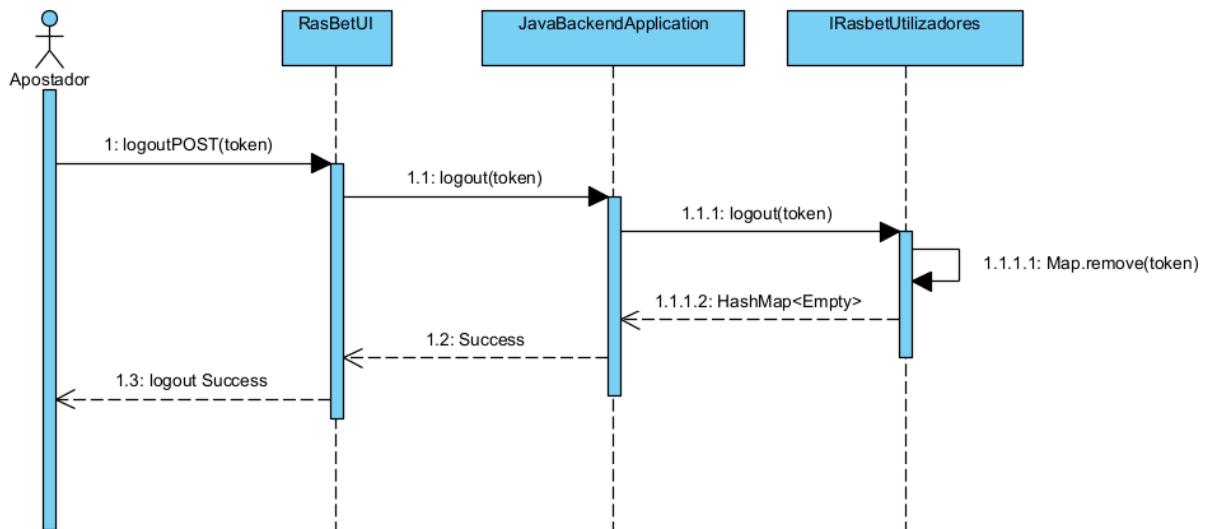 RasBetUI
JavaBackendApplication
IRasbetUtilizadores
Apostador
1: logoutPOST(token)
1.1: logout(token)
1.1.1: logout(token)
1.1.1.1: Map.remove(token)
1.1.1.2: HashMap<Empty>
1.2: Success
1.3: logout Success